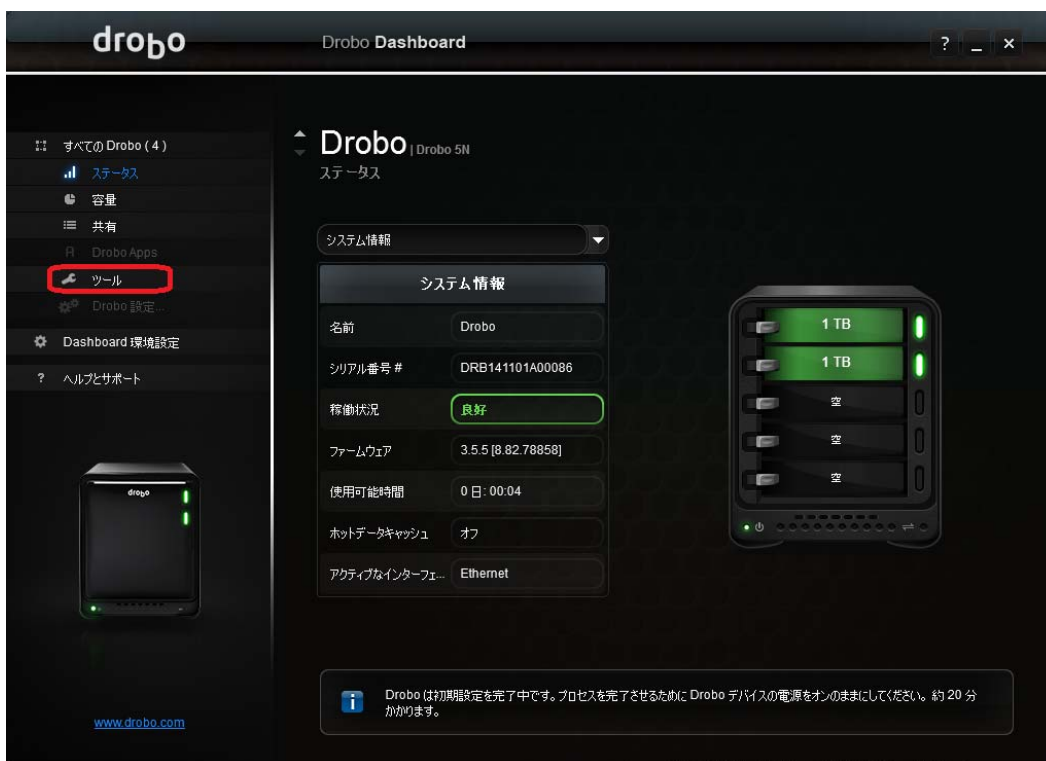 drobo
Drobo Dashboard
? _ ×
すべての Drobo ( 4 )
ステータス
容量
共有
Drobo Apps
ツール
Drobo 設定...
Dashboard 環境設定
? ヘルプとサポート
drobo
www.drobo.com
Drobo | Drobo 5N
ステータス
システム情報
システム情報
名前 Drobo
シリアル番号 # DRB141101A00086
稼働状況 良好
ファームウェア 3.5.5 [8.82.78858]
使用可能時間 0 日: 00:04
ホットデータキャッシュ オフ
アクティブなインターフェ... Ethernet
1 TB
1 TB
空
空
空
Drobo は初期設定を完了中です。プロセスを完了させるために Drobo デバイスの電源をオンのままにしてください。約 20 分
かかります。